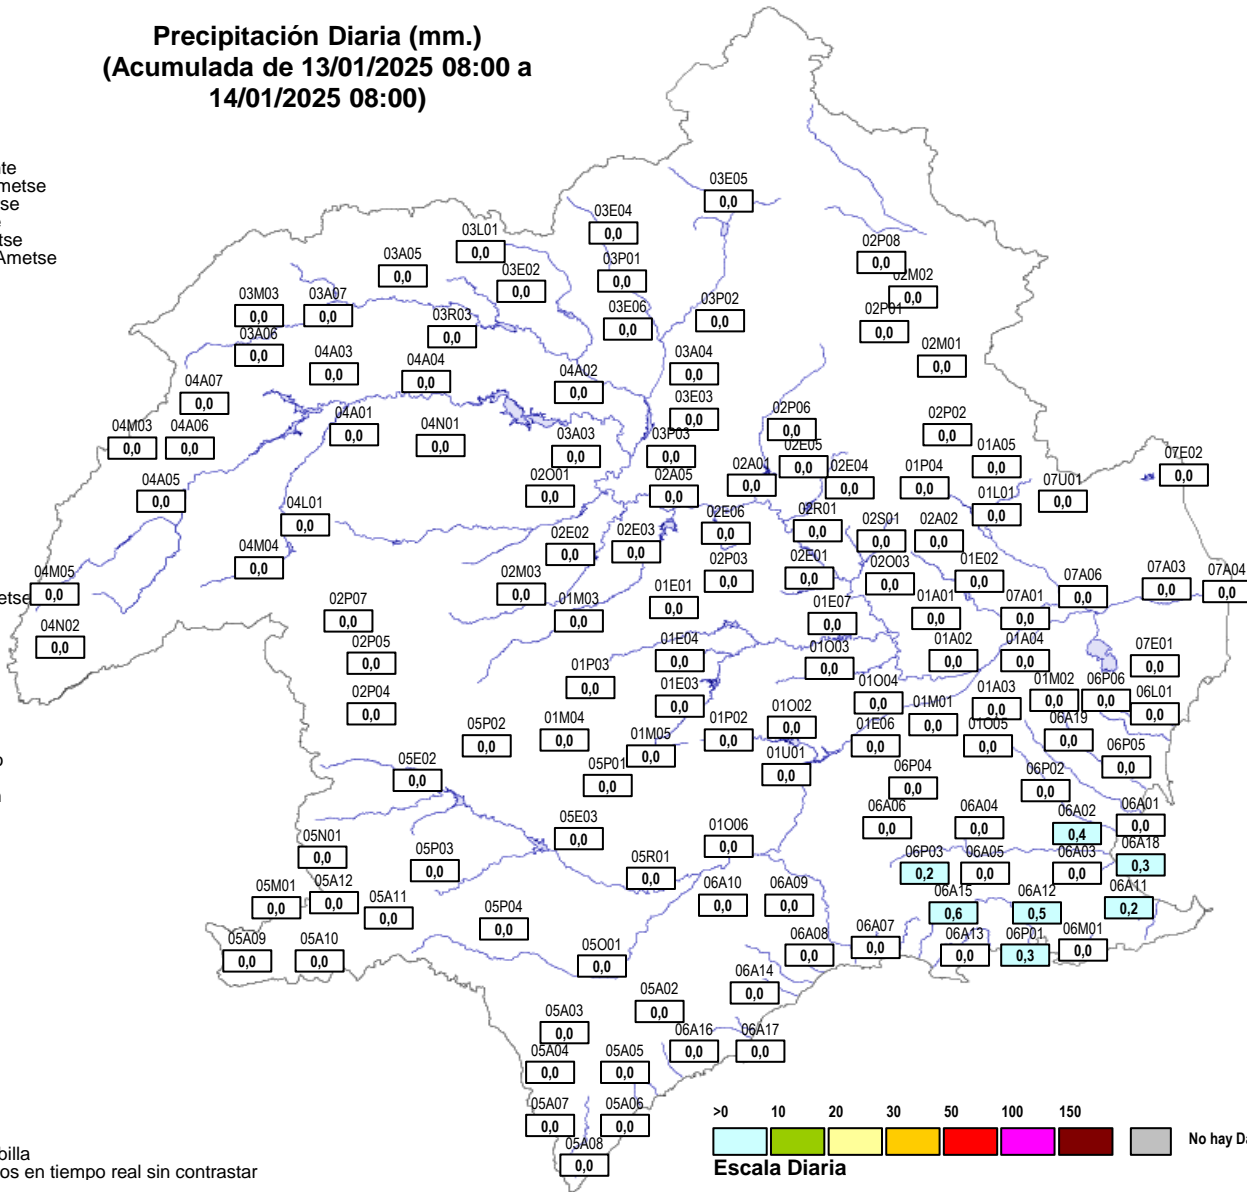 Precipitación Diaria (mm.)
(Acumulada de 13/01/2025 08:00 a
14/01/2025 08:00)
03E05
0,0
03E04
0,0
03L01
0,0
03P01
0,0
03A05
0,0
03E02
0,0
02P08
0,0
02M02
0,0
03M03
0,0
03A07
0,0
03R03
0,0
03E06
0,0
03P02
0,0
02P01
0,0
03A06
0,0
04A03
0,0
04A04
0,0
04A02
0,0
03A04
0,0
02M01
0,0
04A07
0,0
03E03
0,0
04M03
0,0
04A06
0,0
04A01
0,0
04N01
0,0
03A03
0,0
03P03
0,0
02P06
0,0
02E05
0,0
02P02
0,0
01A05
0,0
07E02
0,0
04A05
0,0
02O01
0,0
02A05
0,0
02A01
0,0
02E04
0,0
01P04
0,0
01L01
0,0
07U01
0,0
04L01
0,0
02E02
0,0
02E03
0,0
02E06
0,0
02R01
0,0
02S01
0,0
02A02
0,0
04M04
0,0
04M05
0,0
02M03
0,0
01M03
0,0
01E01
0,0
02P03
0,0
02E01
0,0
02O03
0,0
01E02
0,0
07A06
0,0
07A03
0,0
07A04
0,0
04N02
0,0
02P07
0,0
01E07
0,0
01A01
0,0
07A01
0,0
02P05
0,0
01P03
0,0
01E04
0,0
01O03
0,0
01A02
0,0
01A04
0,0
07E01
0,0
02P04
0,0
01E03
0,0
01O04
0,0
01M01
0,0
01A03
0,0
01M02
0,0
06P06
0,0
06L01
0,0
05P02
0,0
01M04
0,0
01M05
0,0
01P02
0,0
01O02
0,0
01E06
0,0
01O05
0,0
06A19
0,0
06P05
0,0
05E02
0,0
05P01
0,0
01U01
0,0
06P04
0,0
06P02
0,0
05E03
0,0
01O06
0,0
06A06
0,0
06A04
0,0
06A02
0,4
06A01
0,0
05N01
0,0
05P03
0,0
05R01
0,0
06P03
0,2
06A05
0,0
06A03
0,0
06A18
0,3
05M01
0,0
05A12
0,0
05A11
0,0
05P04
0,0
06A10
0,0
06A09
0,0
06A15
0,6
06A12
0,5
06A11
0,2
05A09
0,0
05A10
0,0
05O01
0,0
06A08
0,0
06A07
0,0
06A13
0,0
06P01
0,3
06M01
0,0
05A03
0,0
05A02
0,0
06A14
0,0
05A04
0,0
05A05
0,0
06A16
0,0
06A17
0,0
05A07
0,0
05A06
0,0
05A08
0,0
>0 10 20 30 50 100 150
No hay Da
Escala Diaria
billa
os en tiempo real sin contrastar